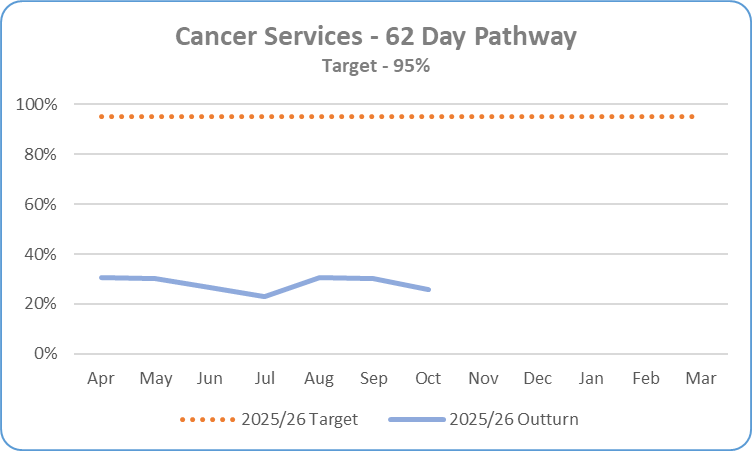 Cancer Services - 62 Day Pathway
Target - 95%
100%
80%
60%
40%
20%
0%
Apr May Jun Jul Aug Sep Oct Nov Dec Jan Feb Mar
2025/26 Target 2025/26 Outturn